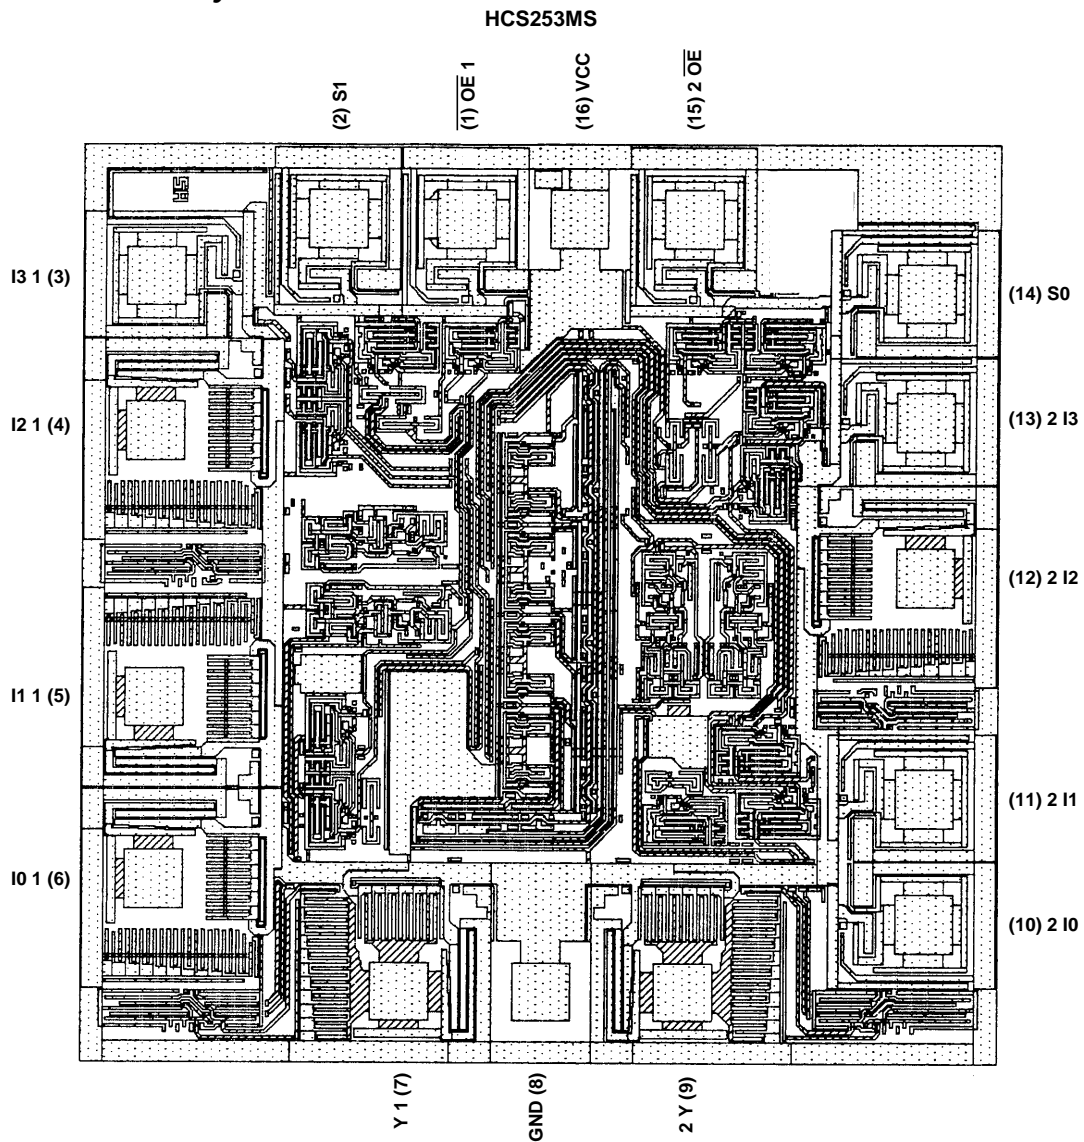 HCS253MS
(2) S1
(1) OE 1
(16) VCC
(15) 2 OE
HS
I3 1 (3)
(14) S0
I2 1 (4)
(13) 2 I3
(12) 2 I2
I1 1 (5)
(11) 2 I1
I0 1 (6)
(10) 2 I0
Y 1 (7)
GND (8)
2 Y (9)